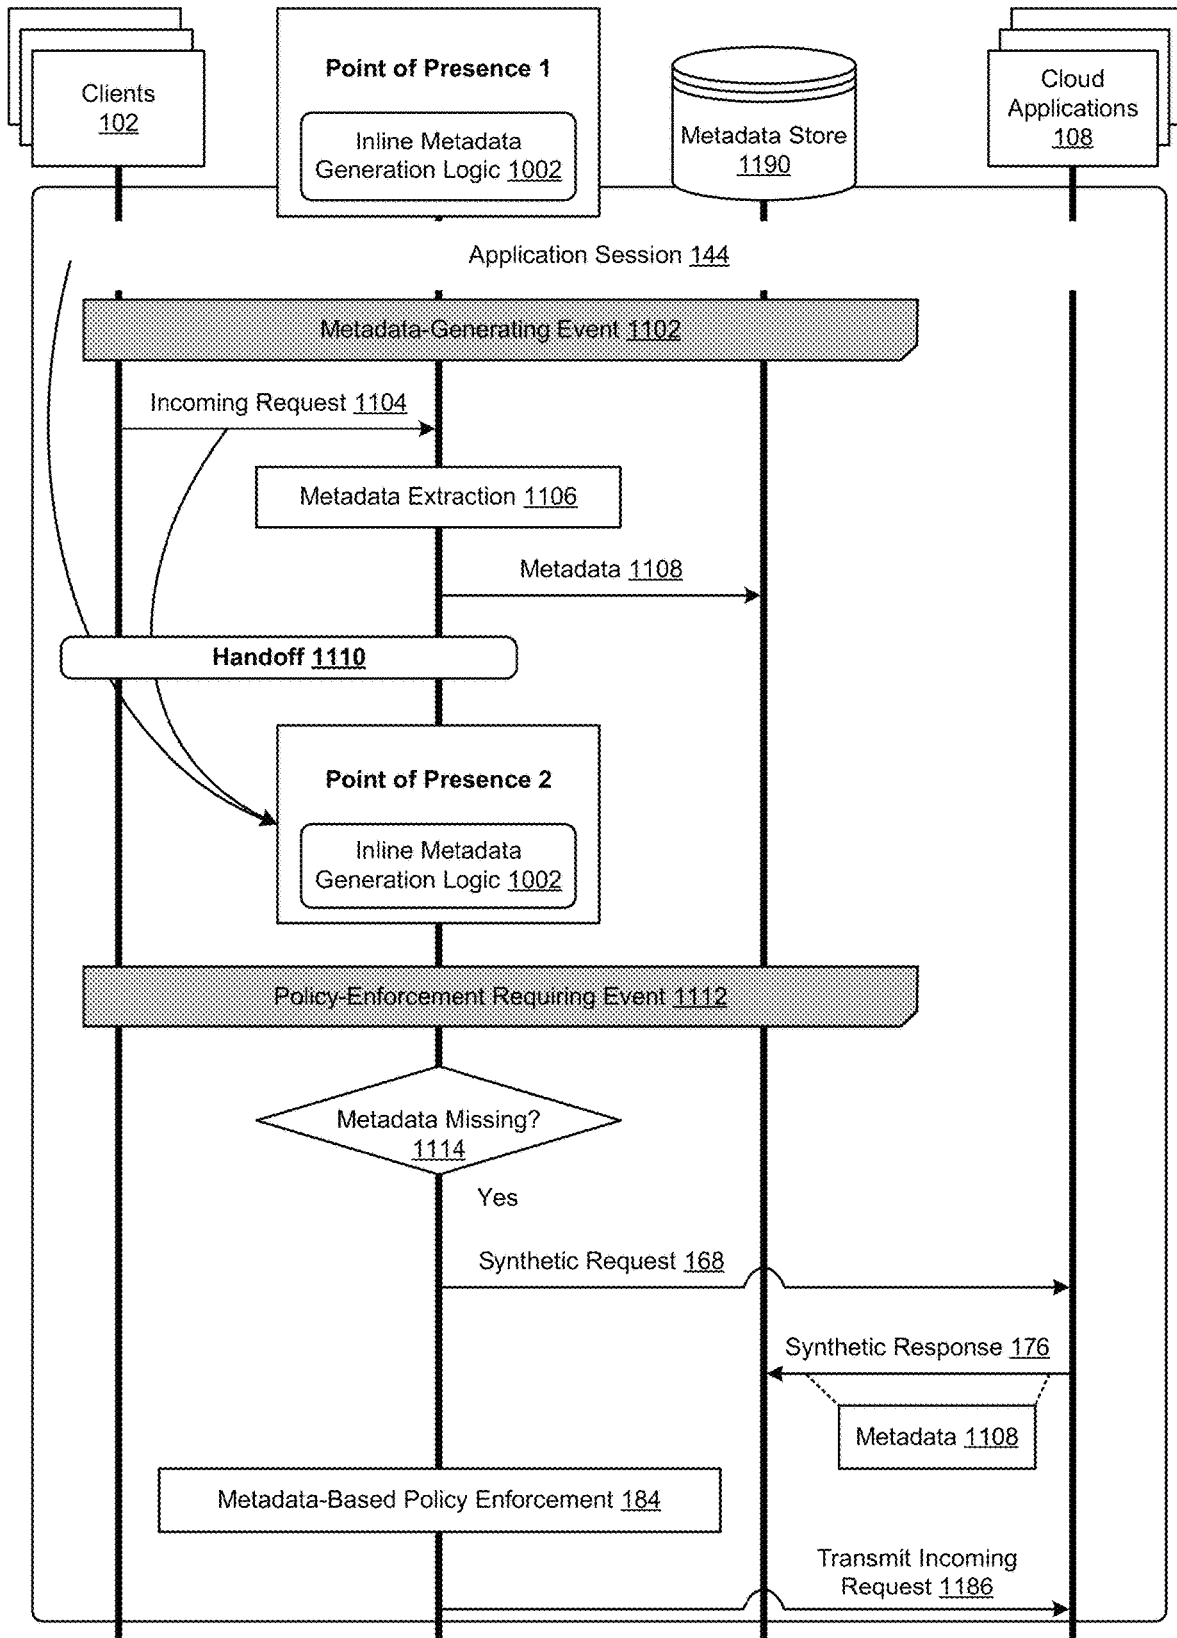 Clients
102
Point of Presence 1
Inline Metadata
Generation Logic 1002
Metadata Store
1190
Cloud
Applications
108
Application Session 144
Metadata-Generating Event 1102
Incoming Request 1104
Metadata Extraction 1106
Metadata 1108
Handoff 1110
Point of Presence 2
Inline Metadata
Generation Logic 1002
Policy-Enforcement Requiring Event 1112
Metadata Missing?
1114
Yes
Synthetic Request 168
Synthetic Response 176
Metadata 1108
Metadata-Based Policy Enforcement 184
Transmit Incoming
Request 1186